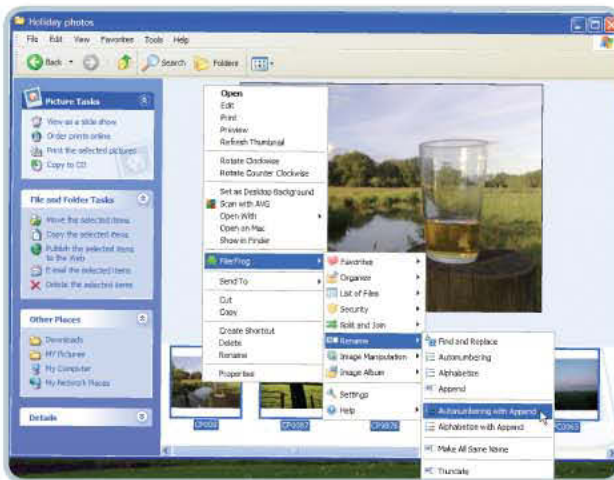 Holiday photos
File Edit View Favorites Tools Help
Back Search Folders
Picture Tasks
View as a slide show
Order prints online
Print the selected pictures
Copy to CD
File and Folder Tasks
Move the selected items
Copy the selected items
Publish the selected items
to the Web
E-mail the selected items
Delete the selected items
Other Places
Downloads
My Pictures
My Computer
My Network Places
Details
Open
Edit
Print
Preview
Refresh Thumbnail
Rotate Clockwise
Rotate Counter Clockwise
Set as Desktop Background
Scan with AVG
Open With
Open on Mac
Show in Finder
FilerFrog
Send To
Cut
Copy
Create Shortcut
Delete
Rename
Properties
Favorites
Organize
List of Files
Security
Split and Join
Rename
Image Manipulation
Image Album
Settings
Help
Find and Replace
Autonumbering
Alphabetize
Append
Autonumbering with Append
Alphabetize with Append
Make All Same Name
Truncate